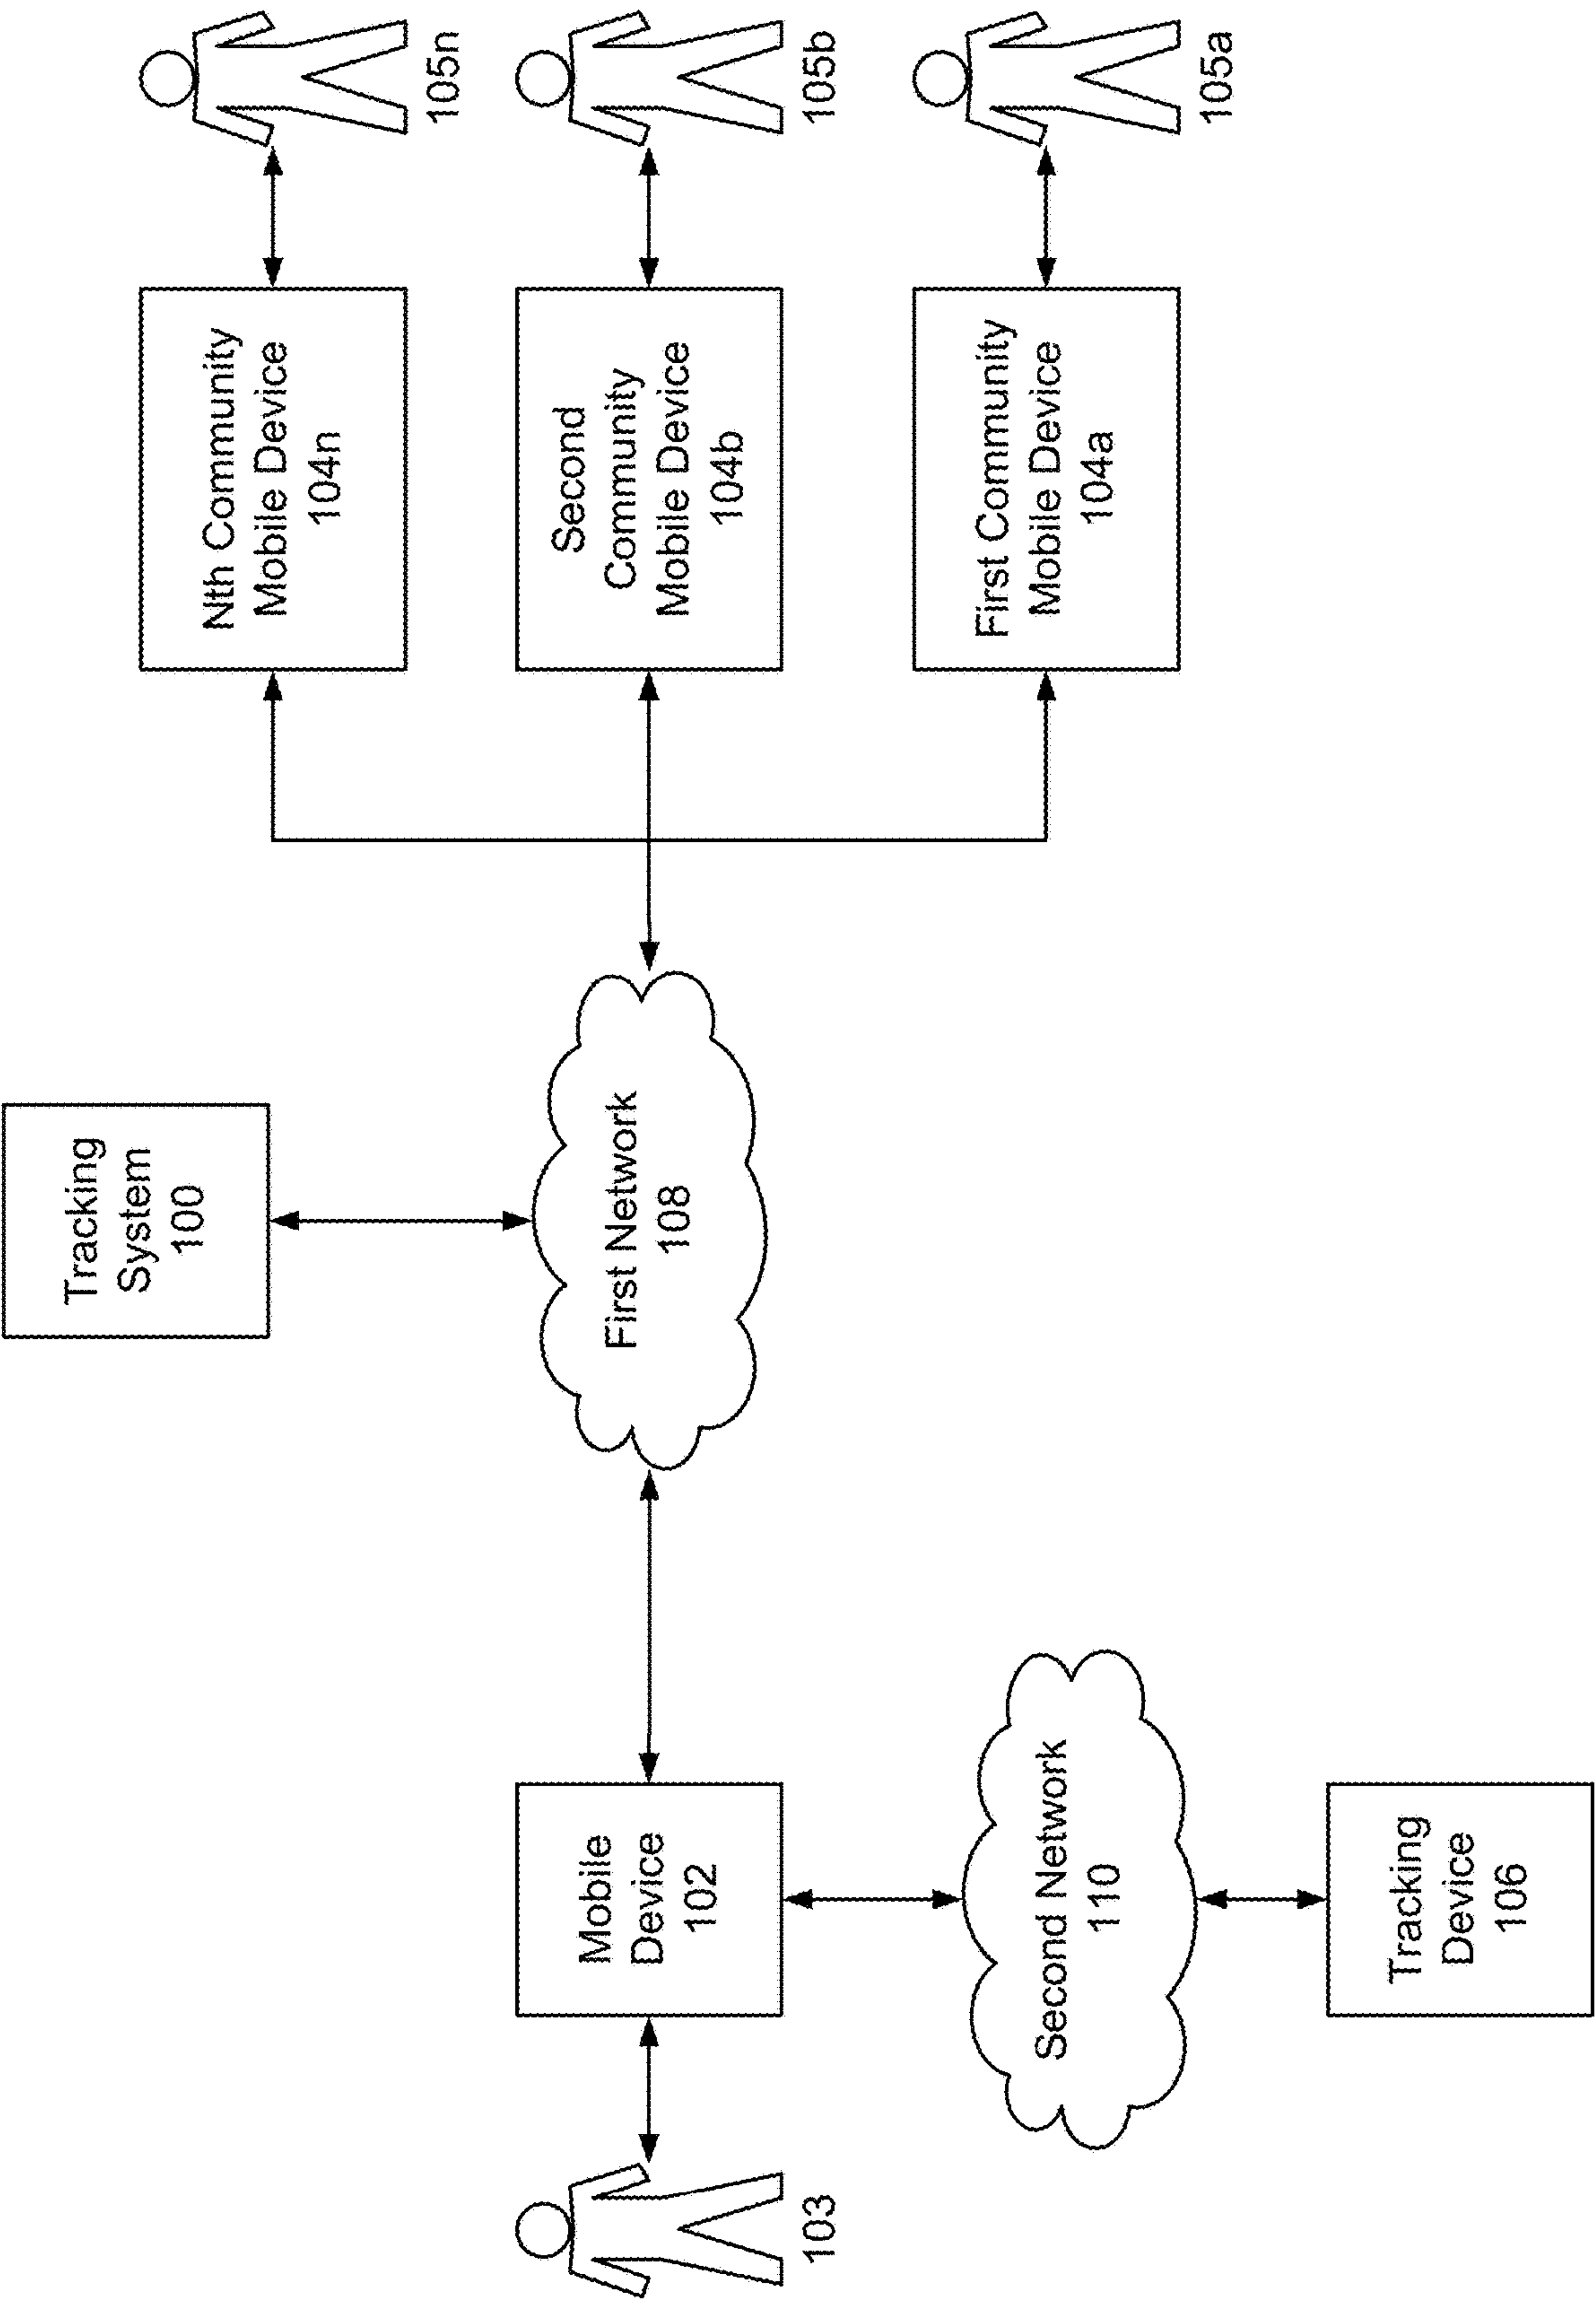 Tracking
System
100
Nth Community
Mobile Device
104n
105n
Mobile
Device
102
103
First Network
108
Second
Community
Mobile Device
104b
105b
Second Network
110
First Community
Mobile Device
104a
105a
Tracking
Device
106